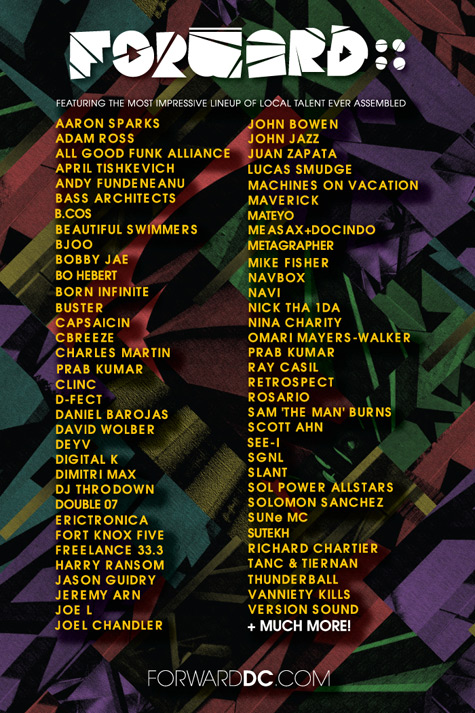 FORWARD
FEATURING THE MOST IMPRESSIVE LINEUP OF LOCAL TALENT EVER ASSEMBLED
AARON SPARKS
ADAM ROSS
ALL GOOD FUNK ALLIANCE
APRIL TISHKEVICH
ANDY FUNDENEANU
BASS ARCHITECTS
B.COS
BEAUTIFUL SWIMMERS
BJOO
BOBBY JAE
BO HEBERT
BORN INFINITE
BUSTER
CAPSAICIN
CBREEZE
CHARLES MARTIN
PRAB KUMAR
CLINC
D-FECT
DANIEL BAROJAS
DAVID WOLBER
DEYV
DIGITAL K
DIMITRI MAX
DJ THRODOWN
DOUBLE 07
ERICTRONICA
FORT KNOX FIVE
FREELANCE 33.3
HARRY RANSOM
JASON GUIDRY
JEREMY ARN
JOE L
JOEL CHANDLER
JOHN BOWEN
JOHN JAZZ
JUAN ZAPATA
LUCAS SMUDGE
MACHINES ON VACATION
MAVERICK
MATEYO
MEASAX+DOCINDO
METAGRAPHER
MIKE FISHER
NAVBOX
NAVI
NICK THA 1DA
NINA CHARITY
OMARI MAYERS-WALKER
PRAB KUMAR
RAY CASIL
RETROSPECT
ROSARIO
SAM 'THE MAN' BURNS
SCOTT AHN
SEE-I
SGNL
SLANT
SOL POWER ALLSTARS
SOLOMON SANCHEZ
SUNe MC
SUTEKH
RICHARD CHARTIER
TANC & TIERNAN
THUNDERBALL
VANNIETY KILLS
VERSION SOUND
+ MUCH MORE!
FORWARDDC.COM